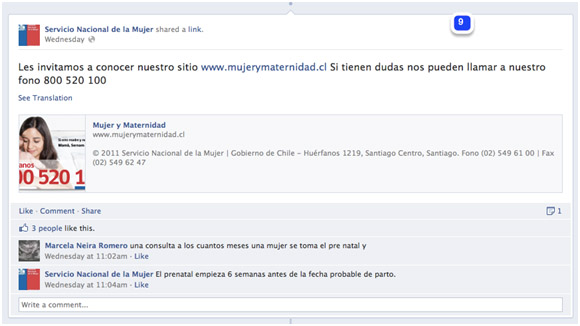 9
Servicio Nacional de la Mujer shared a link.
Wednesday
Les invitamos a conocer nuestro sitio www.mujerymaternidad.cl Si tienen dudas nos pueden llamar a nuestro
fono 800 520 100
See Translation
Mujer y Maternidad
www.mujerymaternidad.cl
© 2011 Servicio Nacional de la Mujer | Gobierno de Chile - Huérfanos 1219, Santiago Centro, Santiago. Fono (02) 549 61 00 | Fax
(02) 549 62 47
00 520 1
Like · Comment · Share
1
3 people like this.
Marcela Neira Romero una consulta a los cuantos meses una mujer se toma el pre natal y
Wednesday at 11:02am · Like
Servicio Nacional de la Mujer El prenatal empieza 6 semanas antes de la fecha probable de parto.
Wednesday at 11:04am · Like
Write a comment...